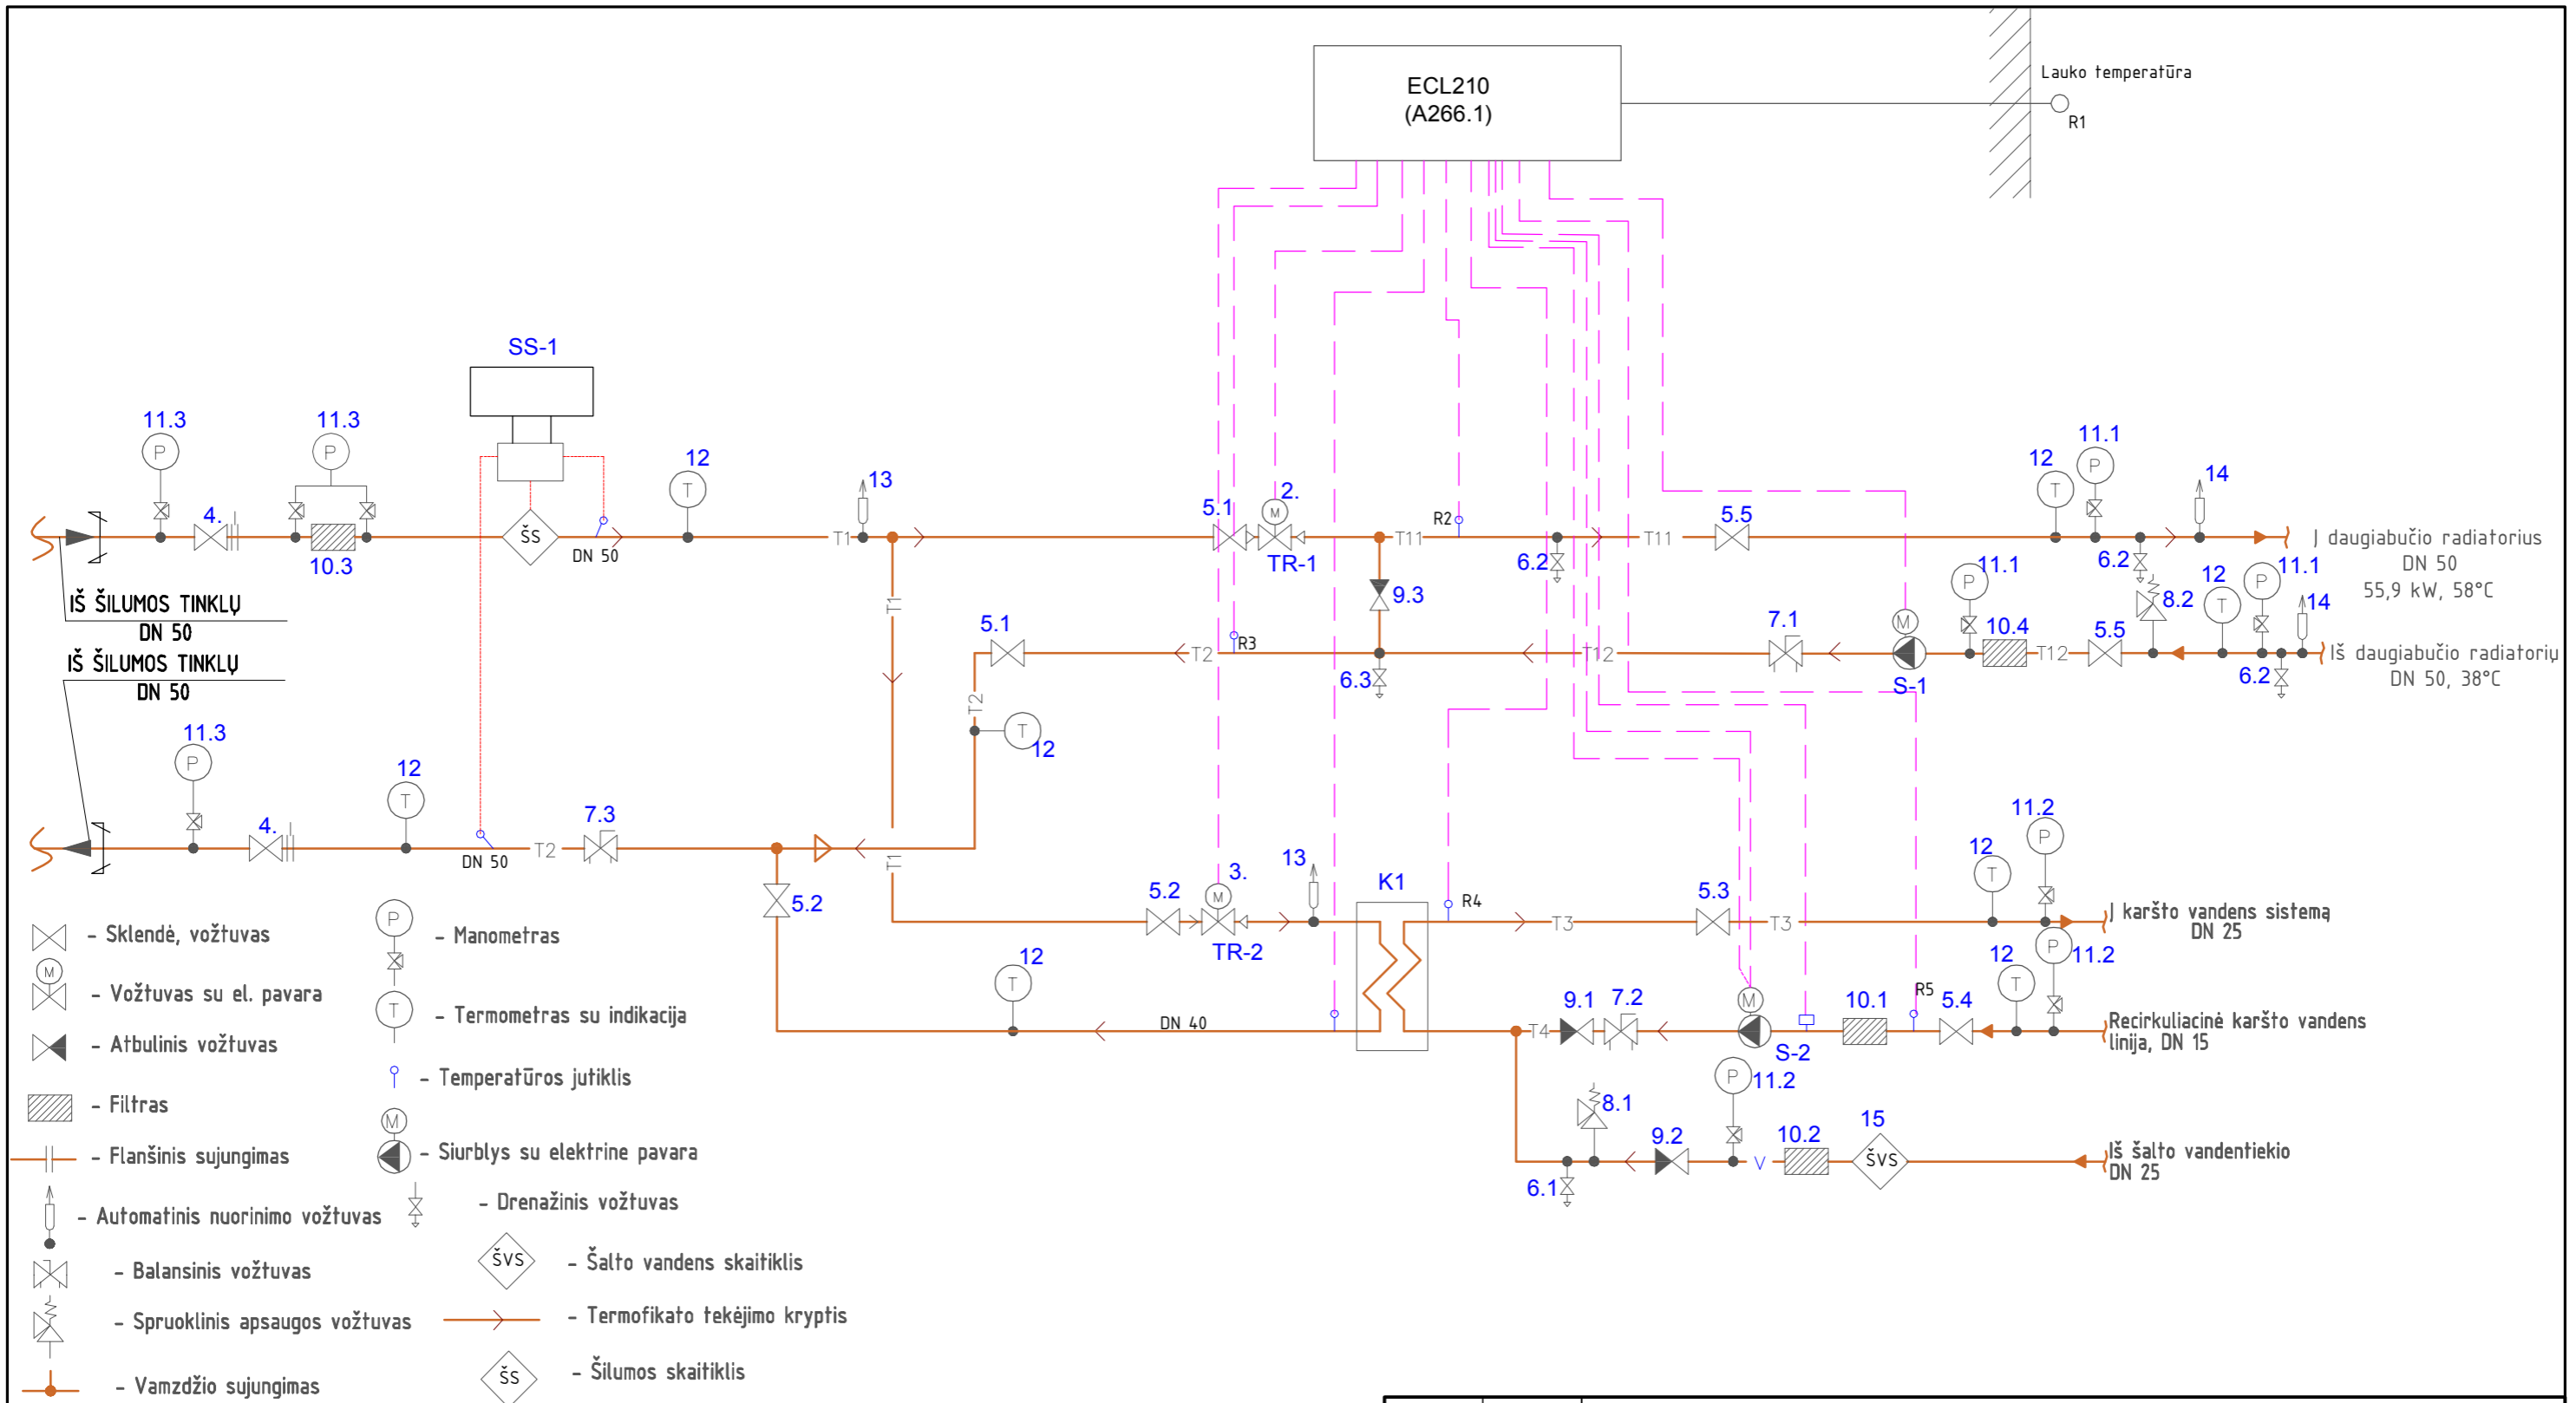 ECL210
(A266.1)
Lauko temperatūra
R1
SS-1
11.3
P
11.3
P
4.
10.3
ŠS
DN 50
12
T
13
T1
5.1
2.
M
TR-1
T11
R2
6.2
T11
5.5
12
T
11.1
P
6.2
14
Į daugiabučio radiatorius
DN 50
55,9 kW, 58°C
IŠ ŠILUMOS TINKLŲ
DN 50
T1
9.3
5.1
T2
R3
6.3
T12
7.1
M
S-1
11.1
P
10.4
T12
5.5
8.2
12
T
11.1
P
6.2
14
Iš daugiabučio radiatorių
DN 50, 38°C
IŠ ŠILUMOS TINKLŲ
DN 50
T2
T
12
11.3
P
4.
12
T
DN 50
T2
7.3
T1
5.2
5.2
3.
M
TR-2
13
K1
R4
T3
5.3
T3
12
T
11.2
P
Į karšto vandens sistemą
DN 25
12
T
DN 40
T4
9.1
7.2
M
S-2
10.1
R5
5.4
12
T
P
11.2
Recirkuliacinė karšto vandens
linija, DN 15
6.1
8.1
9.2
P
11.2
V
10.2
15
ŠVS
Iš šalto vandentiekio
DN 25
- Sklendė, vožtuvas
M
- Vožtuvas su el. pavara
- Atbulinis vožtuvas
- Filtras
- Flanšinis sujungimas
- Automatinis nuorinimo vožtuvas
- Balansinis vožtuvas
- Spruoklinis apsaugos vožtuvas
- Vamzdžio sujungimas
P
- Manometras
T
- Termometras su indikacija
- Temperatūros jutiklis
M
- Siurblys su elektrine pavara
- Drenažinis vožtuvas
ŠVS
- Šalto vandens skaitiklis
- Termofikato tekėjimo kryptis
ŠS
- Šilumos skaitiklis